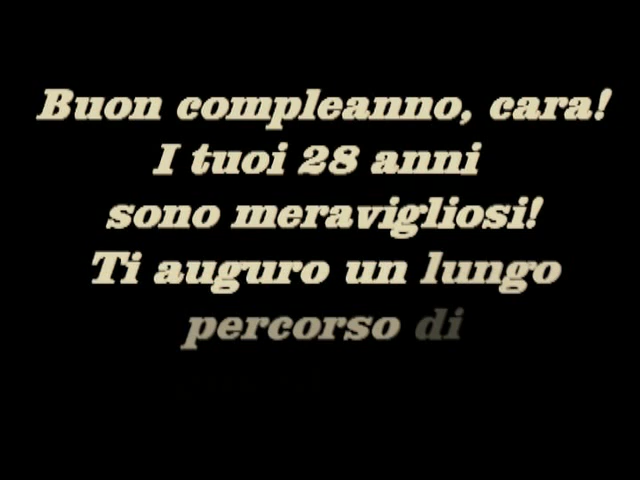 Buon compleanno, cara!
I tuoi 28 anni
sono meravigliosi!
Ti auguro un lungo
percorso di